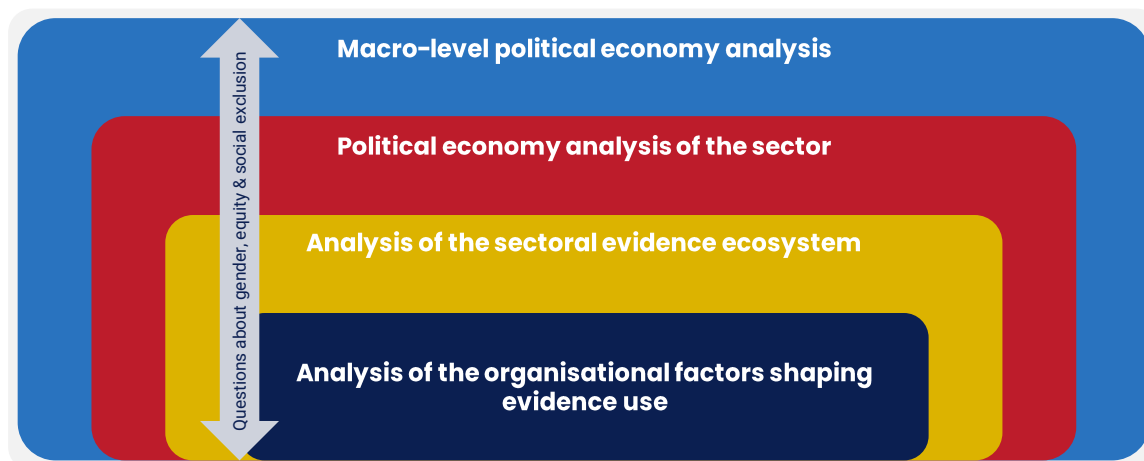 Macro-level political economy analysis
Political economy analysis of the sector
Analysis of the sectoral evidence ecosystem
Analysis of the organisational factors shaping
evidence use
Questions about gender, equity & social exclusion